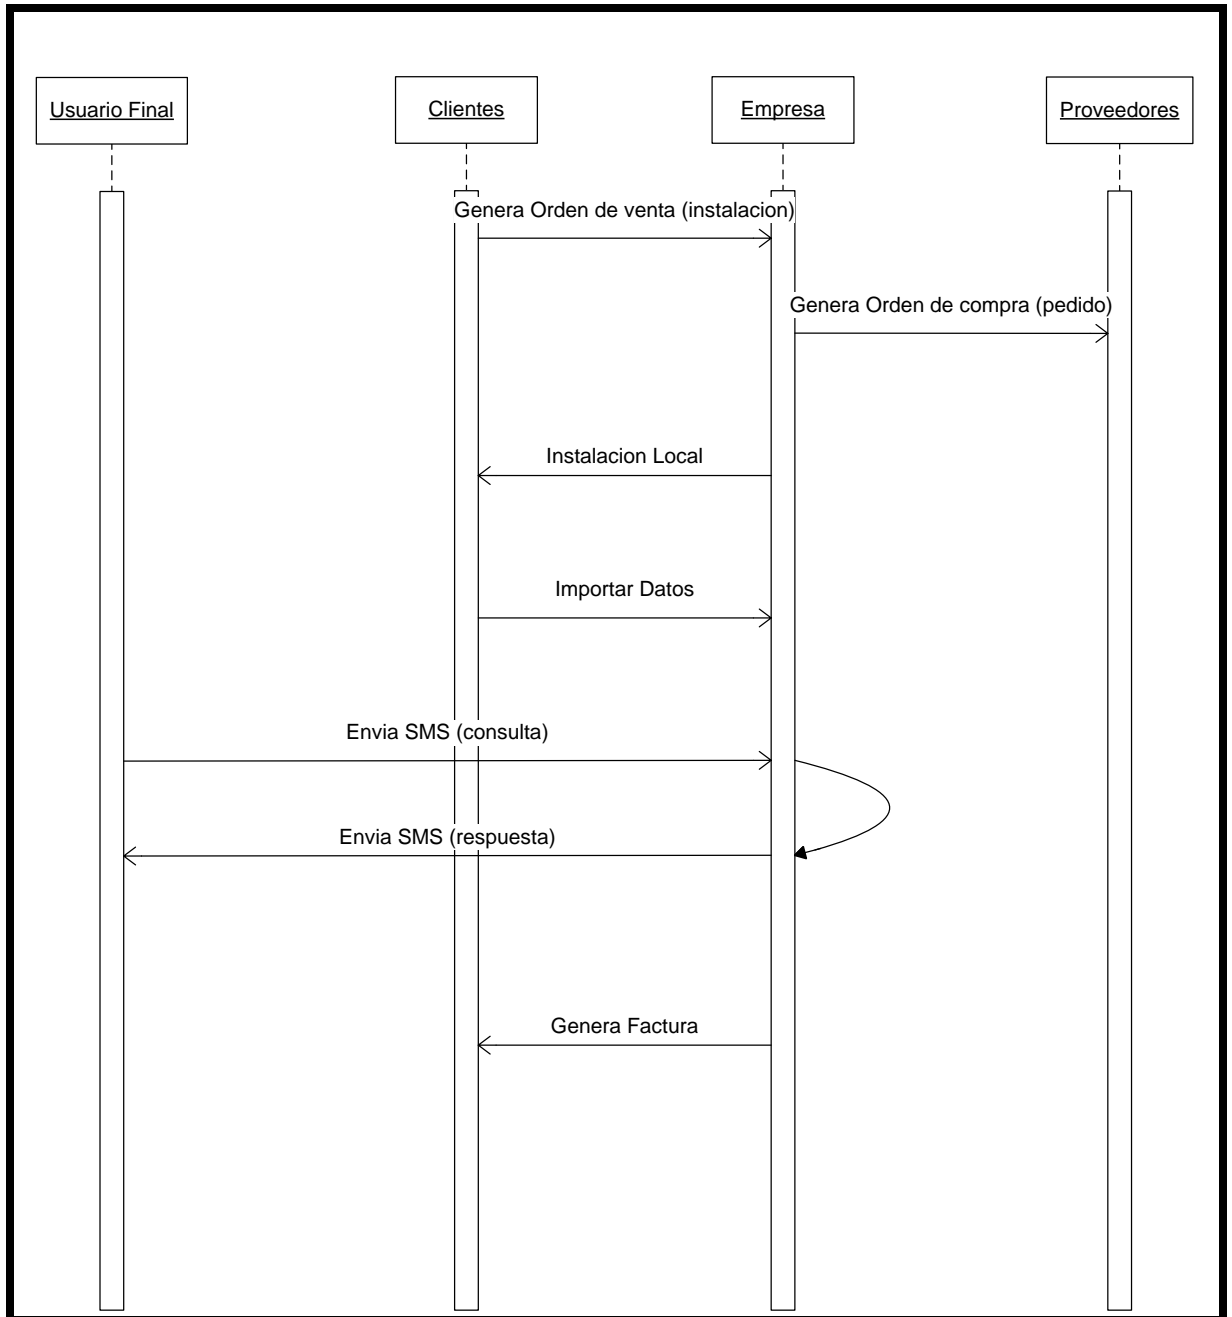 Usuario Final
Clientes
Empresa
Proveedores
Genera Orden de venta (instalacion)
Genera Orden de compra (pedido)
Instalacion Local
Importar Datos
Envia SMS (consulta)
Envia SMS (respuesta)
Genera Factura